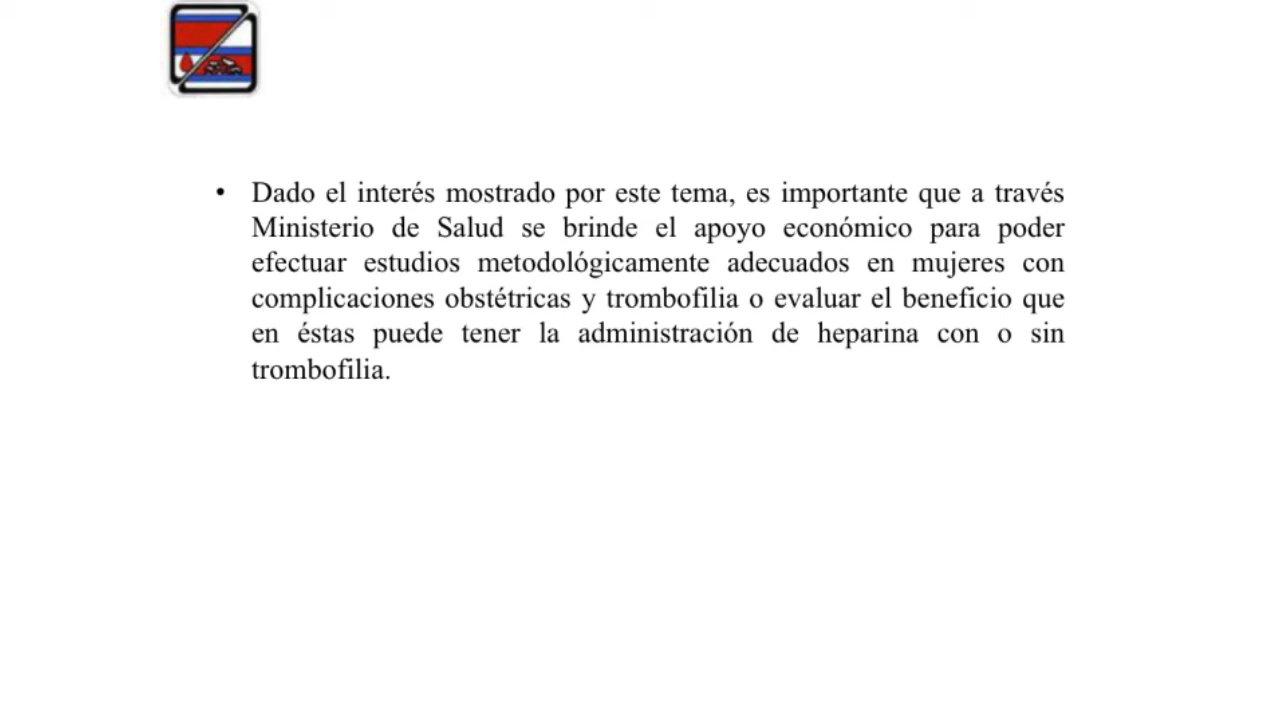 • Dado el interés mostrado por este tema, es importante que a través
Ministerio de Salud se brinde el apoyo económico para poder
efectuar estudios metodológicamente adecuados en mujeres con
complicaciones obstétricas y trombofilia o evaluar el beneficio que
en éstas puede tener la administración de heparina con o sin
trombofilia.